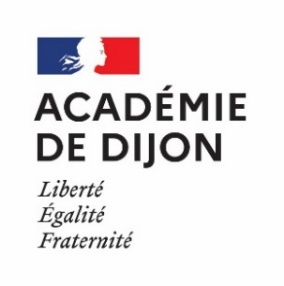 ACADÉMIE
DE DIJON
Liberté
Égalité
Fraternité